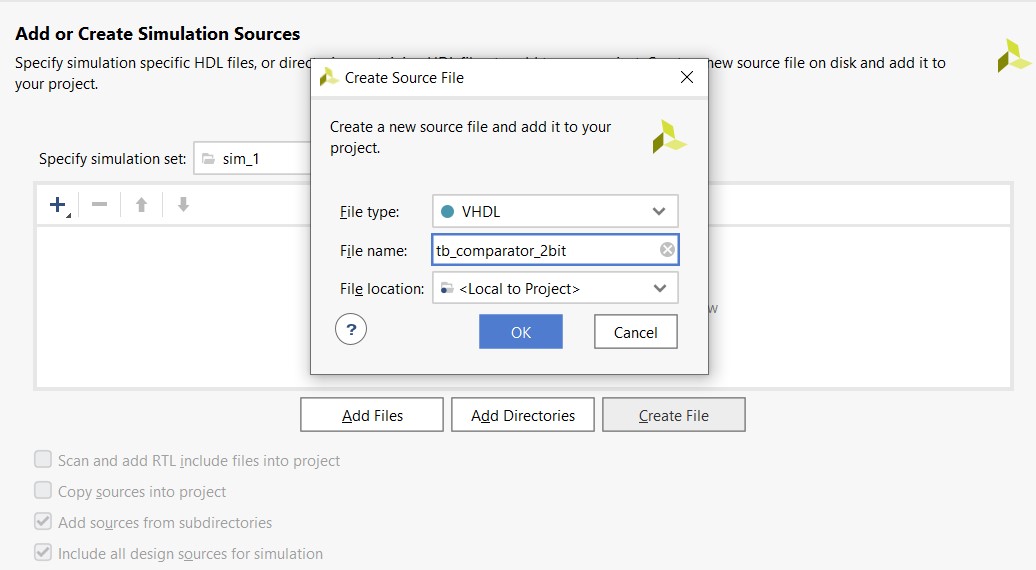 Add or Create Simulation Sources
Specify simulation specific HDL files, or
new source file on disk and add it to
your project.
Create Source File
Create a new source file and add it to your
project.
Specify simulation set:
sim_1
File type:
VHDL
File name:
tb_comparator_2bit
File location:
<Local to Project>
?
OK
Cancel
Add Files
Add Directories
Create File
Scan and add RTL include files into project
Copy sources into project
Add sources from subdirectories
Include all design sources for simulation